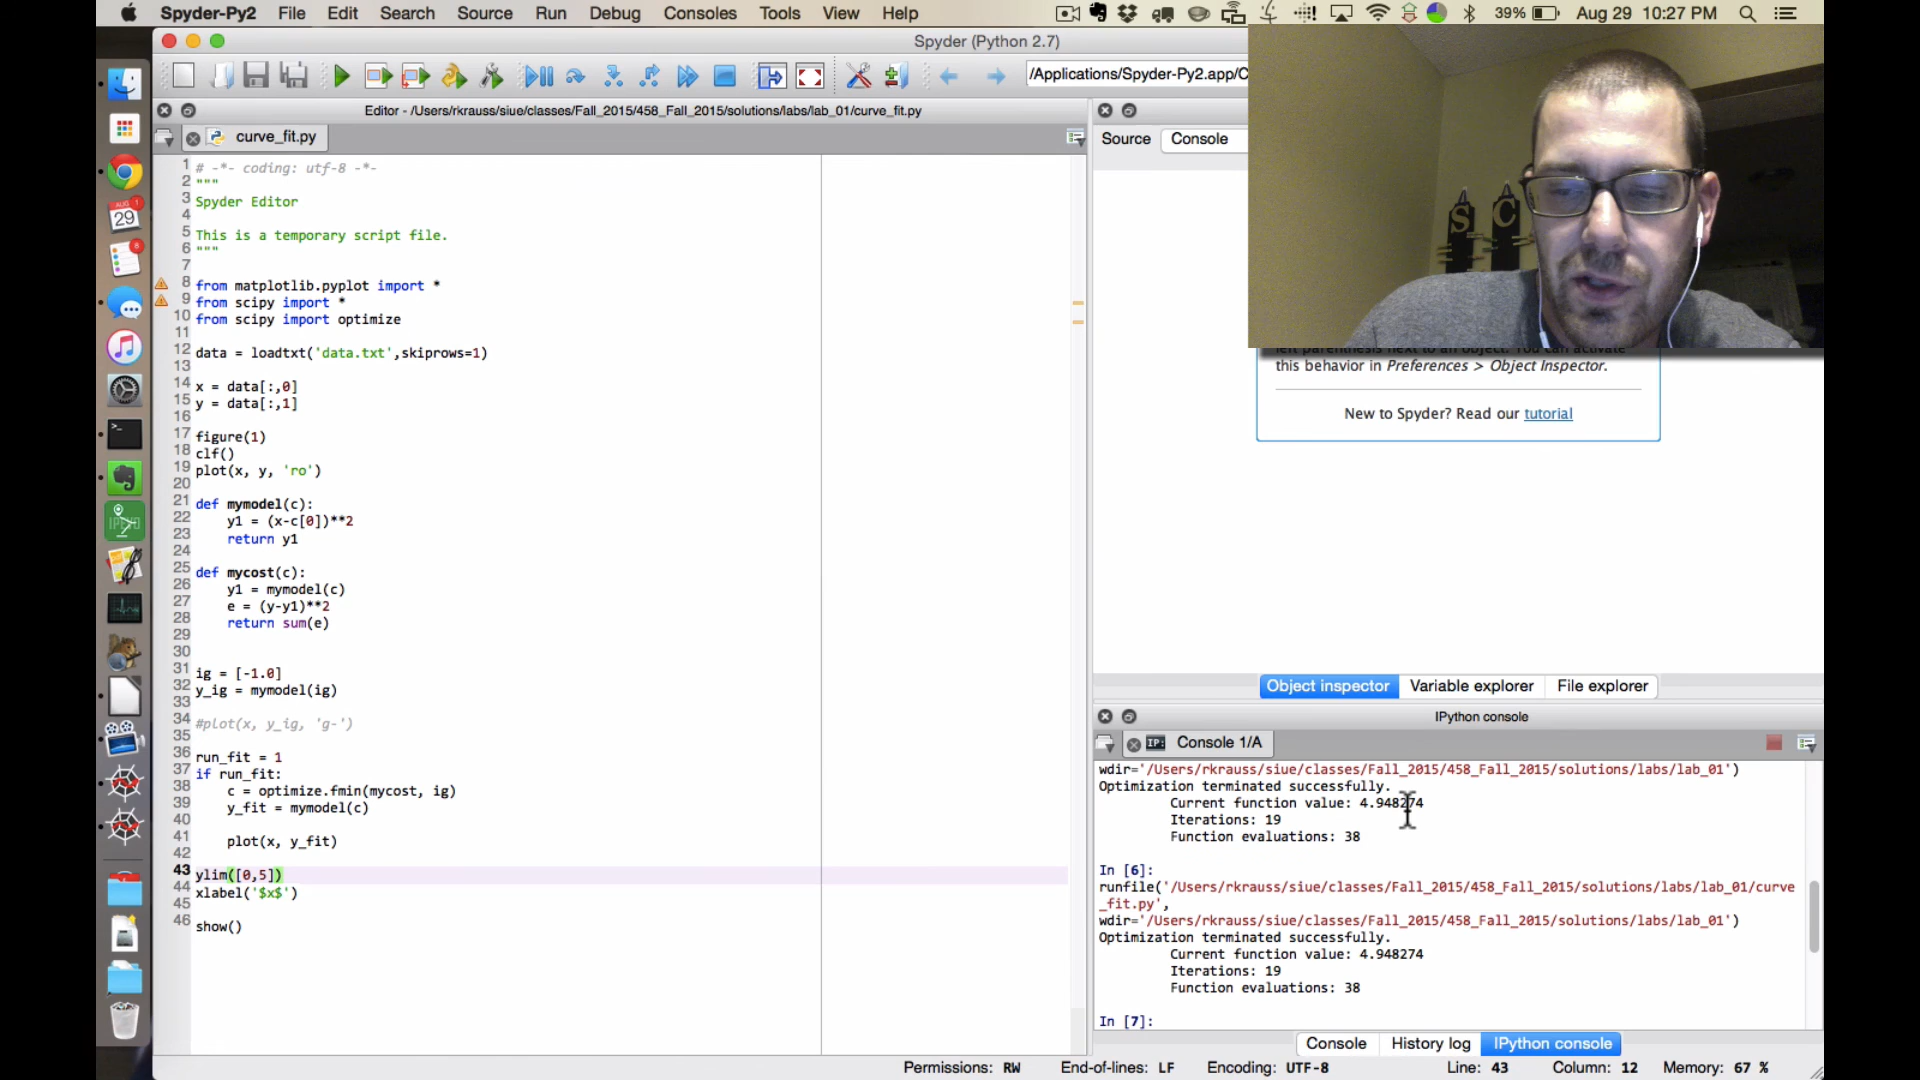 Spyder-Py2 File Edit Search Source Run Debug Consoles Tools View Help 39% Aug 29 10:27 PM
Spyder (Python 2.7)
/Applications/Spyder-Py2.app/C
Editor - /Users/rkrauss/siue/classes/Fall_2015/458_Fall_2015/solutions/labs/lab_01/curve_fit.py
curve_fit.py
1 # -*- coding: utf-8 -*-
2 """
3 Spyder Editor
4
5 This is a temporary script file.
6 """
7
8 from matplotlib.pyplot import *
9 from scipy import *
10 from scipy import optimize
11
12 data = loadtxt('data.txt',skiprows=1)
13
14 x = data[:,0]
15 y = data[:,1]
16
17 figure(1)
18 clf()
19 plot(x, y, 'ro')
20
21 def mymodel(c):
22 y1 = (x-c[0])**2
23 return y1
24
25 def mycost(c):
26 y1 = mymodel(c)
27 e = (y-y1)**2
28 return sum(e)
29
30
31 ig = [-1.0]
32 y_ig = mymodel(ig)
33
34 #plot(x, y_ig, 'g-')
35
36 run_fit = 1
37 if run_fit:
38 c = optimize.fmin(mycost, ig)
39 y_fit = mymodel(c)
40
41 plot(x, y_fit)
42
43 ylim([0,5])
44 xlabel('$x$')
45
46 show()
Source Console
S C
this behavior in Preferences > Object Inspector.
New to Spyder? Read our tutorial
Object inspector Variable explorer File explorer
IPython console
IP: Console 1/A
wdir='/Users/rkrauss/siue/classes/Fall_2015/458_Fall_2015/solutions/labs/lab_01')
Optimization terminated successfully.
Current function value: 4.948274
Iterations: 19
Function evaluations: 38
In [6]:
runfile('/Users/rkrauss/siue/classes/Fall_2015/458_Fall_2015/solutions/labs/lab_01/curve
_fit.py',
wdir='/Users/rkrauss/siue/classes/Fall_2015/458_Fall_2015/solutions/labs/lab_01')
Optimization terminated successfully.
Current function value: 4.948274
Iterations: 19
Function evaluations: 38
In [7]:
Console History log IPython console
Permissions: RW End-of-lines: LF Encoding: UTF-8 Line: 43 Column: 12 Memory: 67 %
AUG 1
29
8
IPEVO